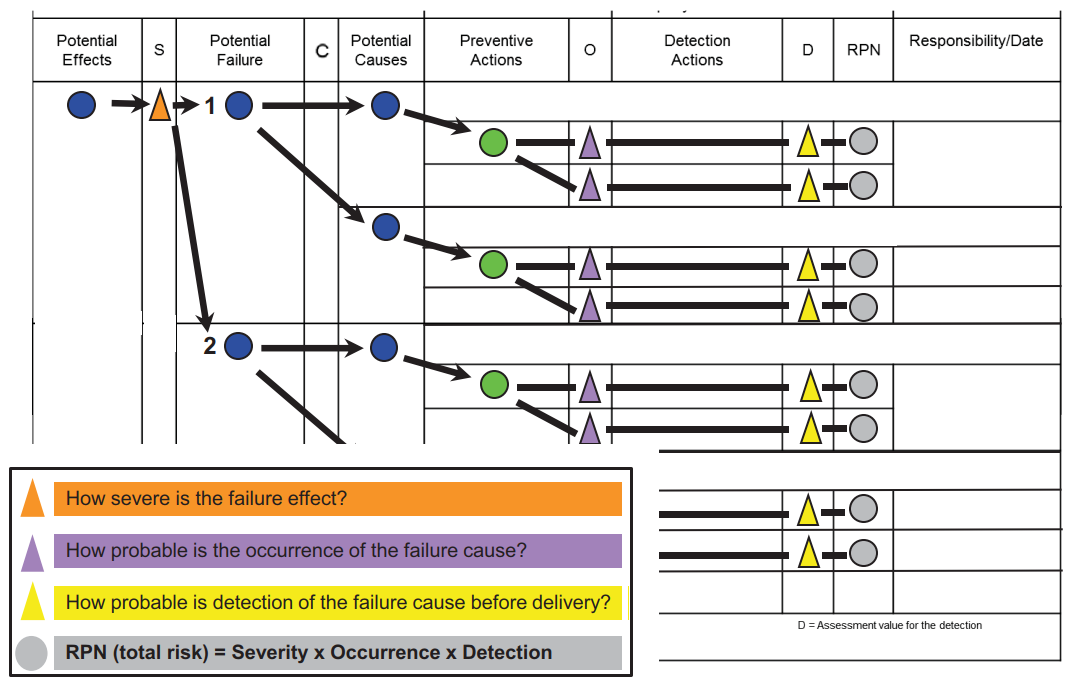 Potential Effects
S
Potential Failure
C
Potential Causes
Preventive Actions
O
Detection Actions
D
RPN
Responsibility/Date
1
2
How severe is the failure effect?
How probable is the occurrence of the failure cause?
How probable is detection of the failure cause before delivery?
RPN (total risk) = Severity x Occurrence x Detection
D = Assessment value for the detection